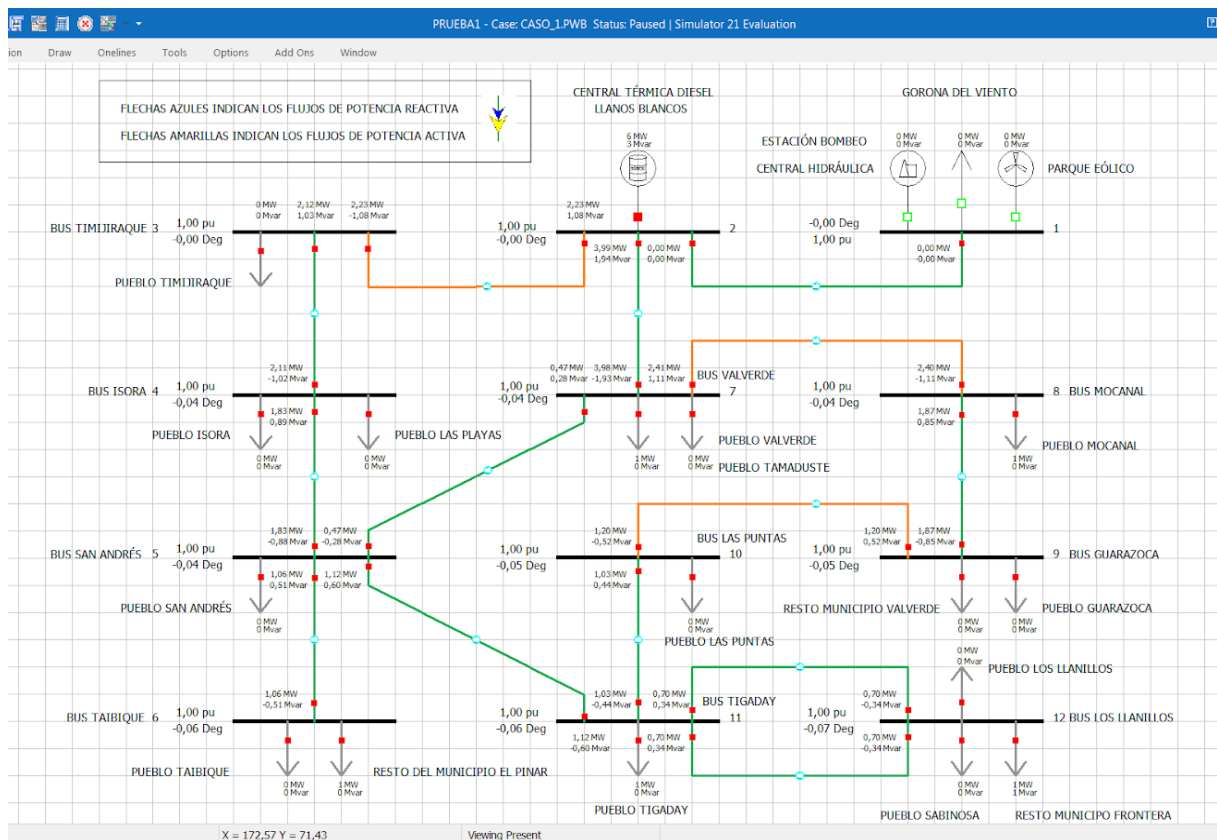 PRUEBA1 - Case: CASO_1.PWB Status: Paused | Simulator 21 Evaluation
ion Draw Onelines Tools Options Add Ons Window
FLECHAS AZULES INDICAN LOS FLUJOS DE POTENCIA REACTIVA
FLECHAS AMARILLAS INDICAN LOS FLUJOS DE POTENCIA ACTIVA
CENTRAL TÉRMICA DIESEL
LLANOS BLANCOS
GORONA DEL VIENTO
6 MW
3 Mvar
ESTACIÓN BOMBEO
CENTRAL HIDRÁULICA
0 MW
0 Mvar
0 MW
0 Mvar
0 MW
0 Mvar
PARQUE EÓLICO
BUS TIMIJIRAQUE 3
1,00 pu
-0,00 Deg
0 MW
0 Mvar
2,12 MW
1,03 Mvar
2,23 MW
-1,08 Mvar
PUEBLO TIMIJIRAQUE
1,00 pu
-0,00 Deg
2,23 MW
1,08 Mvar
2
3,99 MW
1,94 Mvar
0,00 MW
0,00 Mvar
-0,00 Deg
1,00 pu
1
0,00 MW
-0,00 Mvar
BUS ISORA 4
1,00 pu
-0,04 Deg
2,11 MW
-1,02 Mvar
1,83 MW
0,89 Mvar
PUEBLO ISORA
0 MW
0 Mvar
PUEBLO LAS PLAYAS
0 MW
0 Mvar
1,00 pu
-0,04 Deg
0,47 MW
0,28 Mvar
3,98 MW
-1,93 Mvar
2,41 MW
1,11 Mvar
BUS VALVERDE
7
PUEBLO VALVERDE
1 MW
0 Mvar
0 MW
0 Mvar
PUEBLO TAMADUSTE
1,00 pu
-0,04 Deg
2,40 MW
-1,11 Mvar
8 BUS MOCANAL
1,87 MW
0,85 Mvar
PUEBLO MOCANAL
1 MW
0 Mvar
BUS SAN ANDRÉS 5
1,00 pu
-0,04 Deg
1,83 MW
-0,88 Mvar
0,47 MW
-0,28 Mvar
1,06 MW
0,51 Mvar
1,12 MW
0,60 Mvar
PUEBLO SAN ANDRÉS
0 MW
0 Mvar
1,00 pu
-0,05 Deg
1,20 MW
-0,52 Mvar
BUS LAS PUNTAS
10
1,03 MW
0,44 Mvar
0 MW
0 Mvar
PUEBLO LAS PUNTAS
1,00 pu
-0,05 Deg
1,20 MW
0,52 Mvar
1,87 MW
-0,85 Mvar
9 BUS GUARAZOCA
RESTO MUNICIPIO VALVERDE
0 MW
0 Mvar
PUEBLO GUARAZOCA
0 MW
0 Mvar
0 MW
0 Mvar
PUEBLO LOS LLANILLOS
BUS TAIBIQUE 6
1,00 pu
-0,06 Deg
1,06 MW
-0,51 Mvar
PUEBLO TAIBIQUE
0 MW
0 Mvar
1 MW
0 Mvar
RESTO DEL MUNICIPIO EL PINAR
1,00 pu
-0,06 Deg
1,03 MW
-0,44 Mvar
0,70 MW
0,34 Mvar
BUS TIGADAY
11
1,12 MW
-0,60 Mvar
0,70 MW
0,34 Mvar
1 MW
0 Mvar
PUEBLO TIGADAY
1,00 pu
-0,07 Deg
0,70 MW
-0,34 Mvar
12 BUS LOS LLANILLOS
0,70 MW
-0,34 Mvar
0 MW
0 Mvar
1 MW
1 Mvar
PUEBLO SABINOSA
RESTO MUNICIPO FRONTERA
X = 172,57 Y = 71,43
Viewing Present